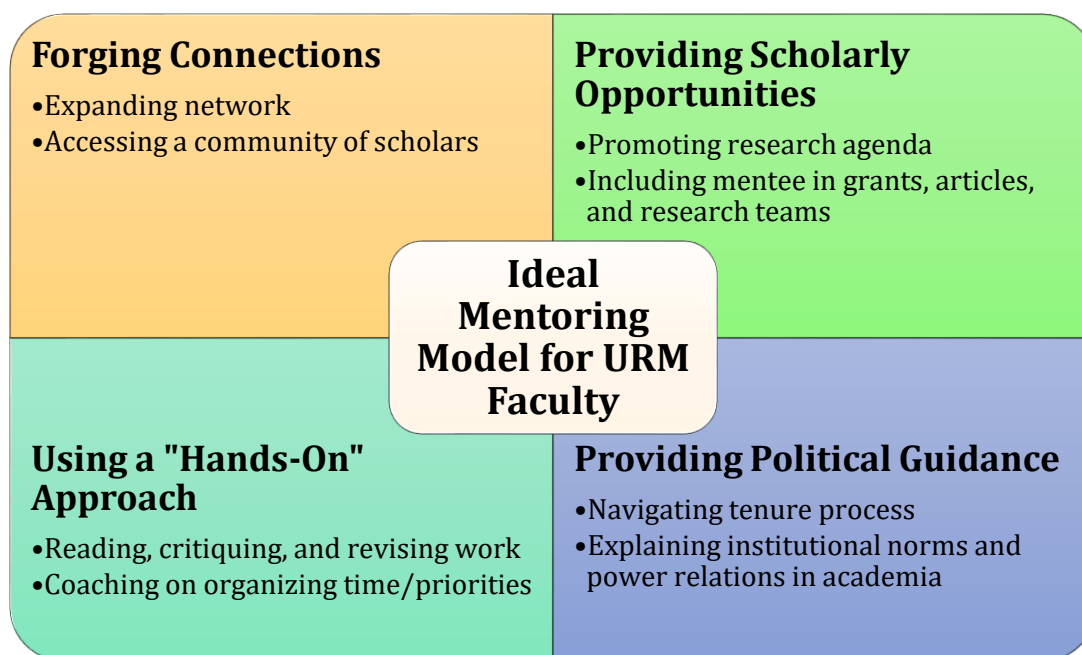 Forging Connections
•Expanding network
•Accessing a community of scholars
Providing Scholarly
Opportunities
•Promoting research agenda
•Including mentee in grants, articles,
and research teams
Ideal
Mentoring
Model for URM
Faculty
Using a "Hands-On"
Approach
•Reading, critiquing, and revising work
•Coaching on organizing time/priorities
Providing Political Guidance
•Navigating tenure process
•Explaining institutional norms and
power relations in academia